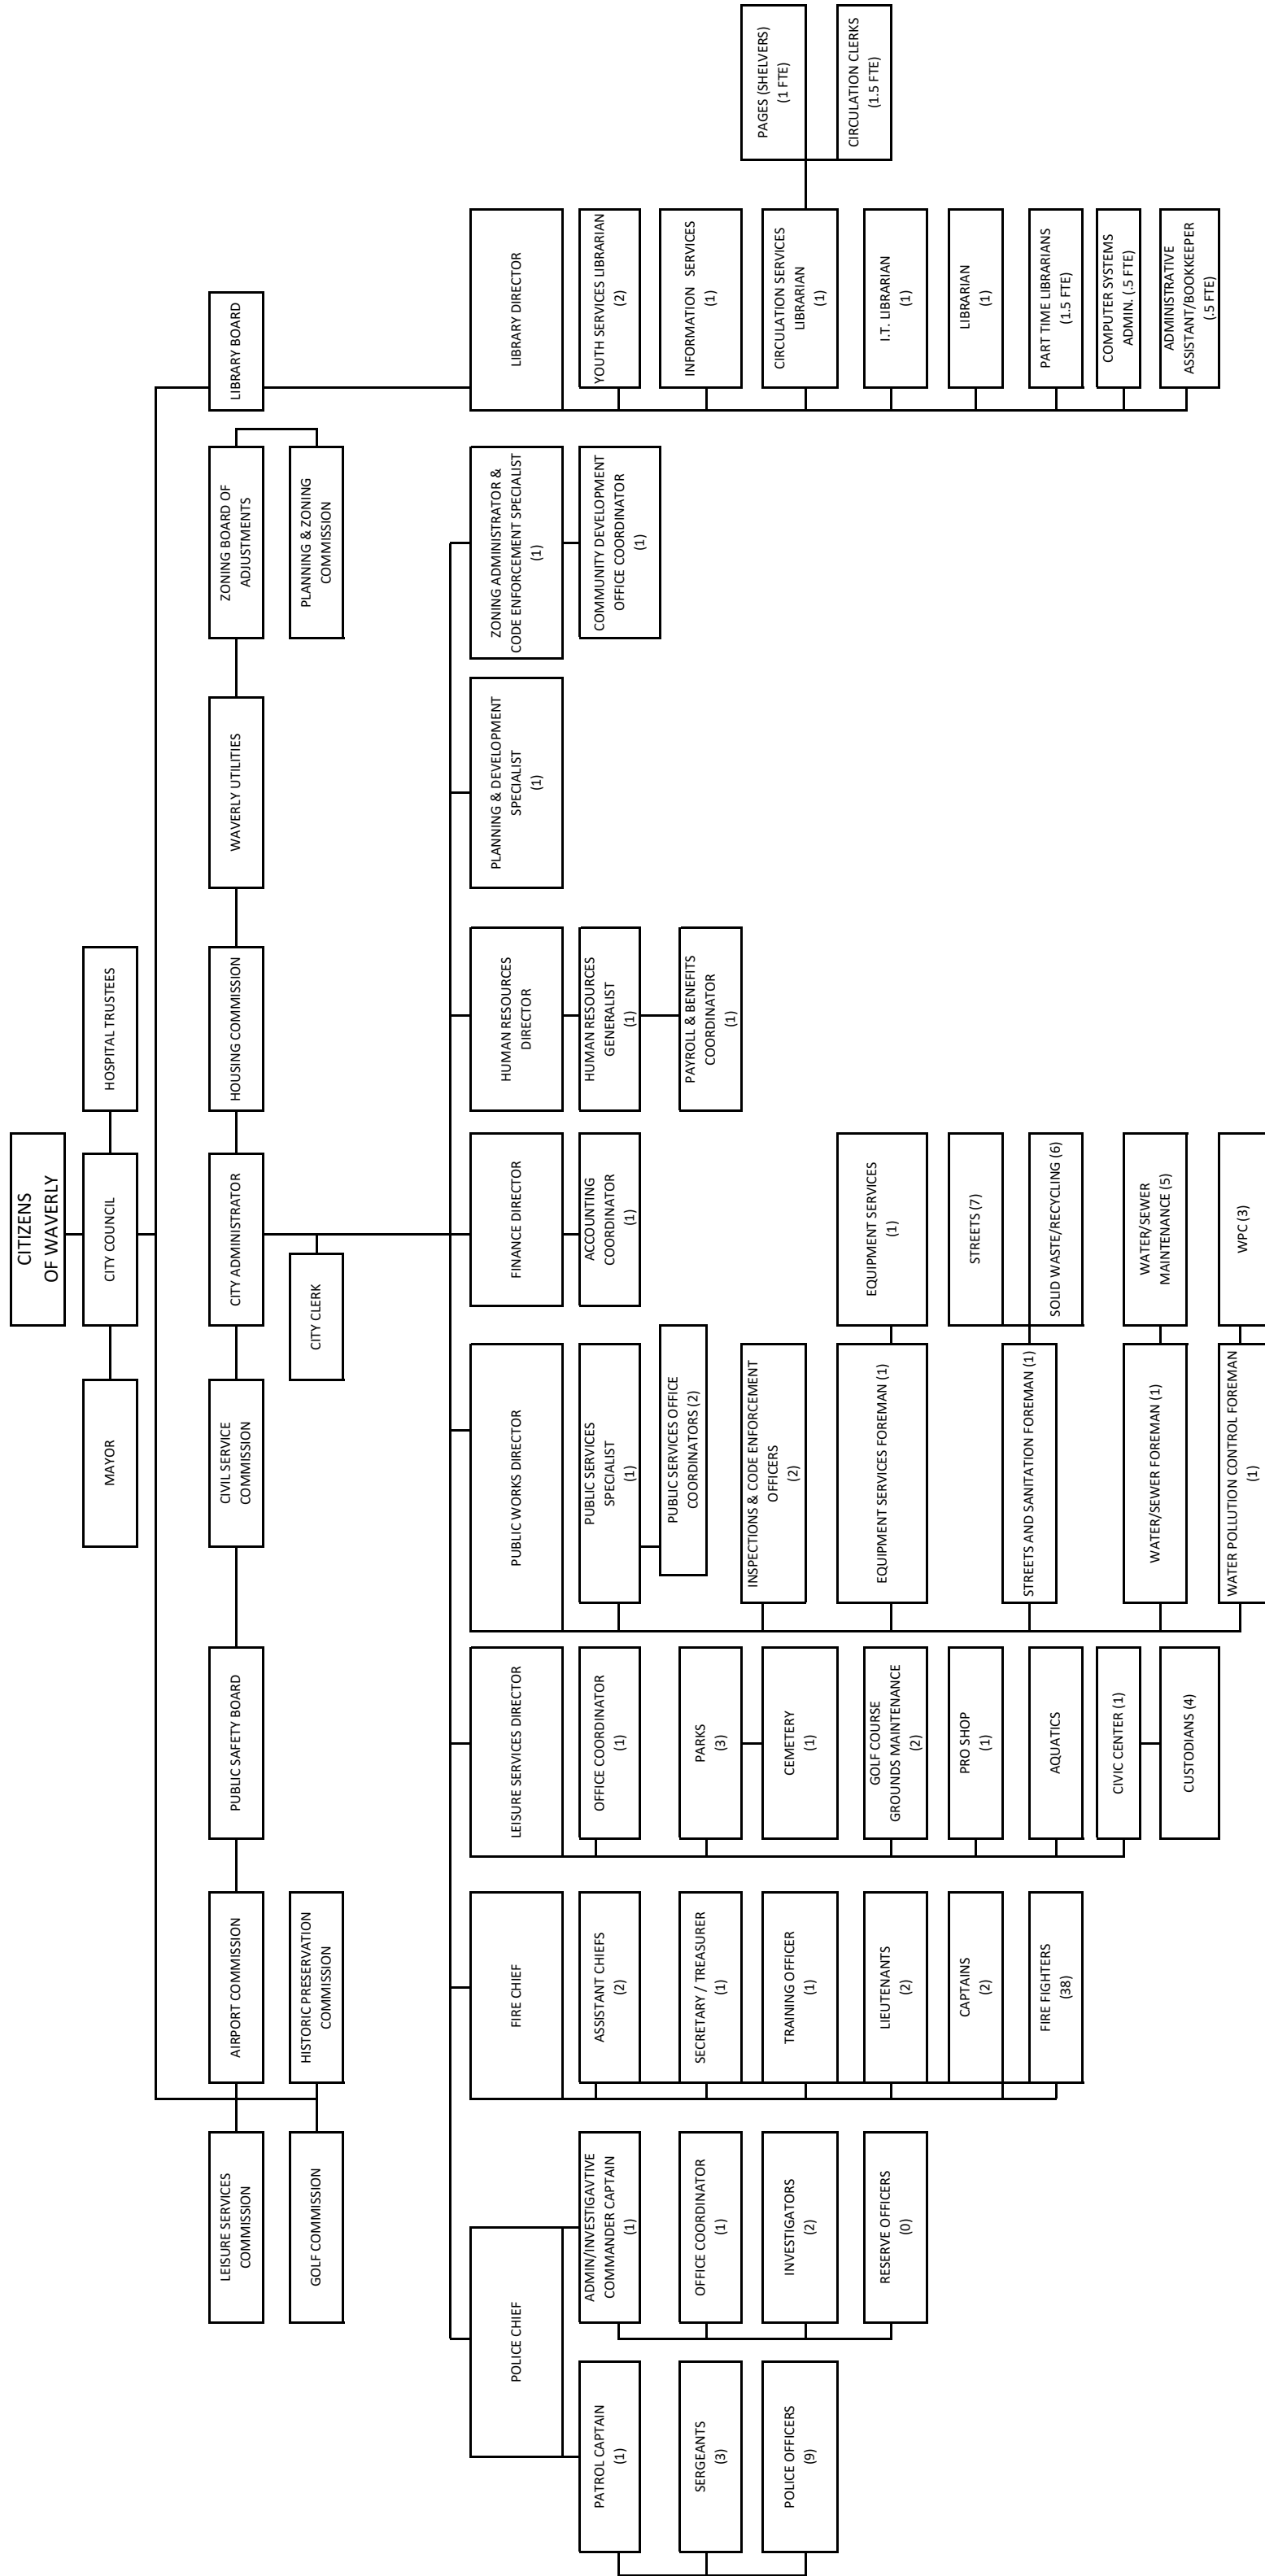 CITIZENS
OF WAVERLY
MAYOR
CITY COUNCIL
HOSPITAL TRUSTEES
LEISURE SERVICES
COMMISSION
AIRPORT COMMISSION
PUBLIC SAFETY BOARD
CIVIL SERVICE
COMMISSION
CITY ADMINISTRATOR
HOUSING COMMISSION
WAVERLY UTILITIES
ZONING BOARD OF
ADJUSTMENTS
LIBRARY BOARD
GOLF COMMISSION
HISTORIC PRESERVATION
COMMISSION
CITY CLERK
PLANNING & ZONING
COMMISSION
POLICE CHIEF
PATROL CAPTAIN
(1)
SERGEANTS
(3)
POLICE OFFICERS
(9)
ADMIN/INVESTIGAVTIVE
COMMANDER CAPTAIN
(1)
OFFICE COORDINATOR
(1)
INVESTIGATORS
(2)
RESERVE OFFICERS
(0)
FIRE CHIEF
ASSISTANT CHIEFS
(2)
SECRETARY / TREASURER
(1)
TRAINING OFFICER
(1)
LIEUTENANTS
(2)
CAPTAINS
(2)
FIRE FIGHTERS
(38)
LEISURE SERVICES DIRECTOR
OFFICE COORDINATOR
(1)
PARKS
(3)
CEMETERY
(1)
GOLF COURSE
GROUNDS MAINTENANCE
(2)
PRO SHOP
(1)
AQUATICS
CIVIC CENTER (1)
CUSTODIANS (4)
PUBLIC WORKS DIRECTOR
PUBLIC SERVICES
SPECIALIST
(1)
PUBLIC SERVICES OFFICE
COORDINATORS (2)
INSPECTIONS & CODE ENFORCEMENT
OFFICERS
(2)
EQUIPMENT SERVICES FOREMAN (1)
EQUIPMENT SERVICES
(1)
STREETS AND SANITATION FOREMAN (1)
STREETS (7)
SOLID WASTE/RECYCLING (6)
WATER/SEWER FOREMAN (1)
WATER/SEWER
MAINTENANCE (5)
WATER POLLUTION CONTROL FOREMAN
(1)
WPC (3)
FINANCE DIRECTOR
ACCOUNTING
COORDINATOR
(1)
HUMAN RESOURCES
DIRECTOR
HUMAN RESOURCES
GENERALIST
(1)
PAYROLL & BENEFITS
COORDINATOR
(1)
PLANNING & DEVELOPMENT
SPECIALIST
(1)
ZONING ADMINISTRATOR &
CODE ENFORCEMENT SPECIALIST
(1)
COMMUNITY DEVELOPMENT
OFFICE COORDINATOR
(1)
LIBRARY DIRECTOR
YOUTH SERVICES LIBRARIAN
(2)
INFORMATION SERVICES
(1)
CIRCULATION SERVICES
LIBRARIAN
(1)
PAGES (SHELVERS)
(1 FTE)
CIRCULATION CLERKS
(1.5 FTE)
I.T. LIBRARIAN
(1)
LIBRARIAN
(1)
PART TIME LIBRARIANS
(1.5 FTE)
COMPUTER SYSTEMS
ADMIN. (.5 FTE)
ADMINISTRATIVE
ASSISTANT/BOOKKEEPER
(.5 FTE)